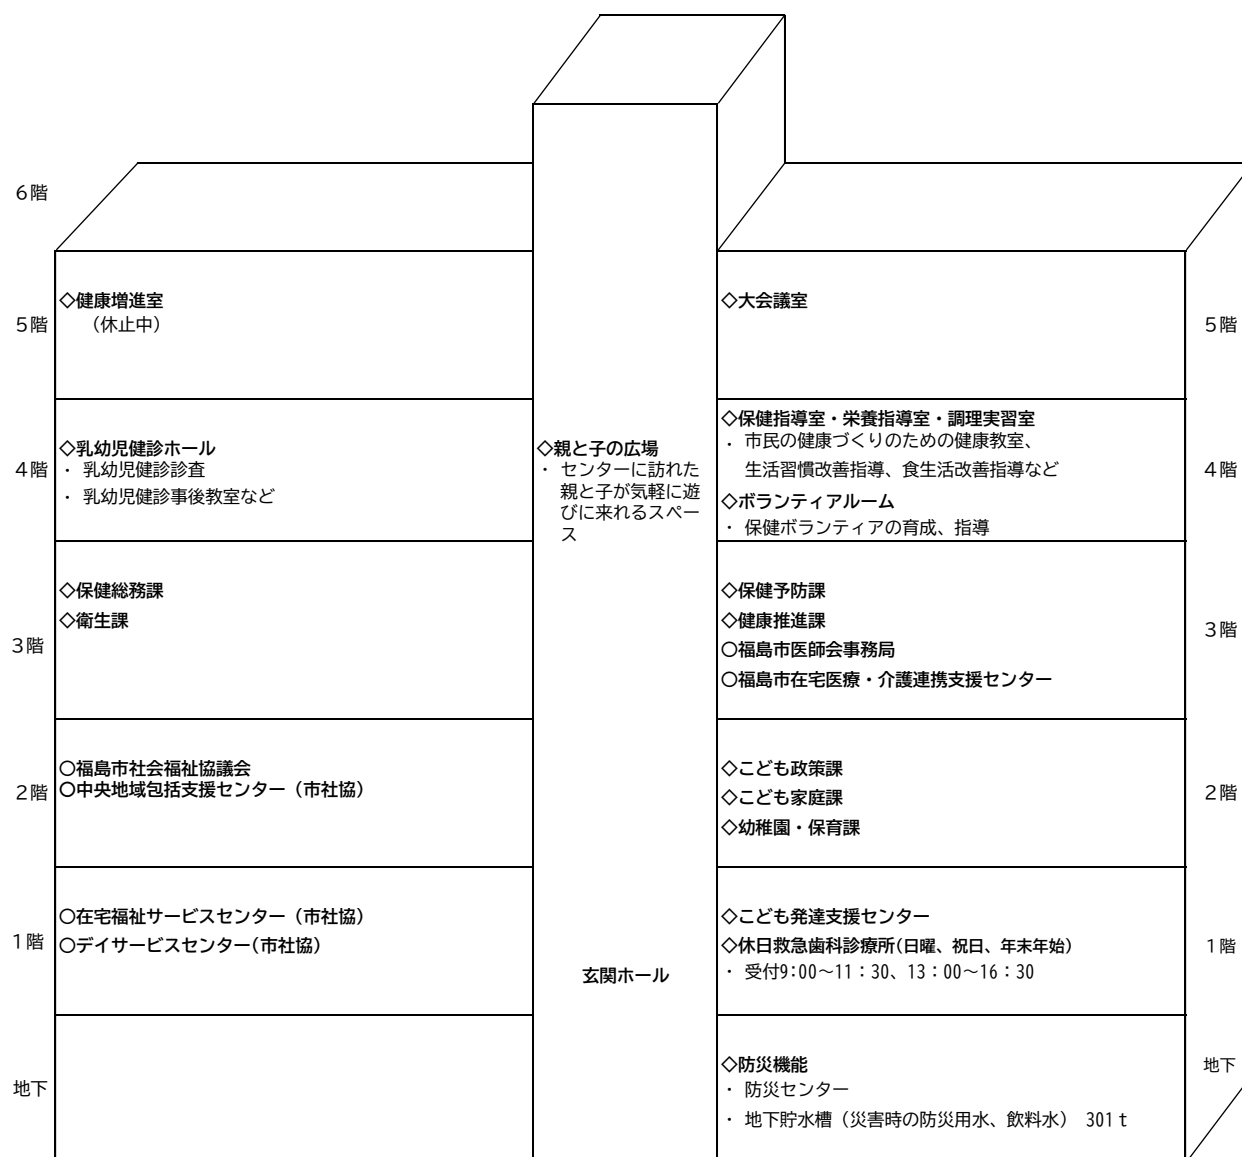 6階
5階
◇健康増進室
（休止中）
◇大会議室
5階
4階
◇乳幼児健診ホール
・ 乳幼児健診診査
・ 乳幼児健診事後教室など
◇親と子の広場
・ センターに訪れた
親と子が気軽に遊
びに来れるスペー
ス
◇保健指導室・栄養指導室・調理実習室
・ 市民の健康づくりのための健康教室、
生活習慣改善指導、食生活改善指導など
◇ボランティアルーム
・ 保健ボランティアの育成、指導
4階
3階
◇保健総務課
◇衛生課
◇保健予防課
◇健康推進課
○福島市医師会事務局
○福島市在宅医療・介護連携支援センター
3階
2階
○福島市社会福祉協議会
○中央地域包括支援センター（市社協）
◇こども政策課
◇こども家庭課
◇幼稚園・保育課
2階
1階
○在宅福祉サービスセンター（市社協）
○デイサービスセンター(市社協)
玄関ホール
◇こども発達支援センター
◇休日救急歯科診療所(日曜、祝日、年末年始)
・ 受付9:00～11：30、13：00～16：30
1階
地下
◇防災機能
・ 防災センター
・ 地下貯水槽（災害時の防災用水、飲料水） 301ｔ
地下